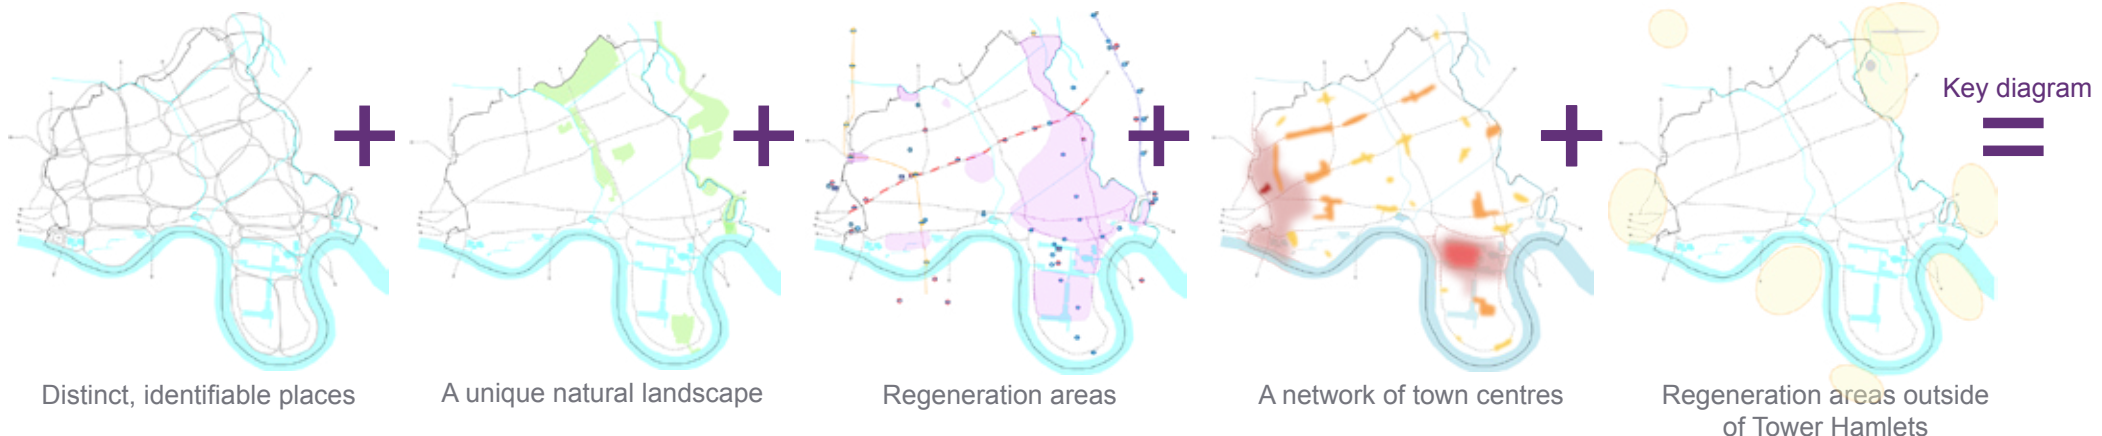 Key diagram
Distinct, identifiable places
A unique natural landscape
Regeneration areas
A network of town centres
Regeneration areas outside
of Tower Hamlets